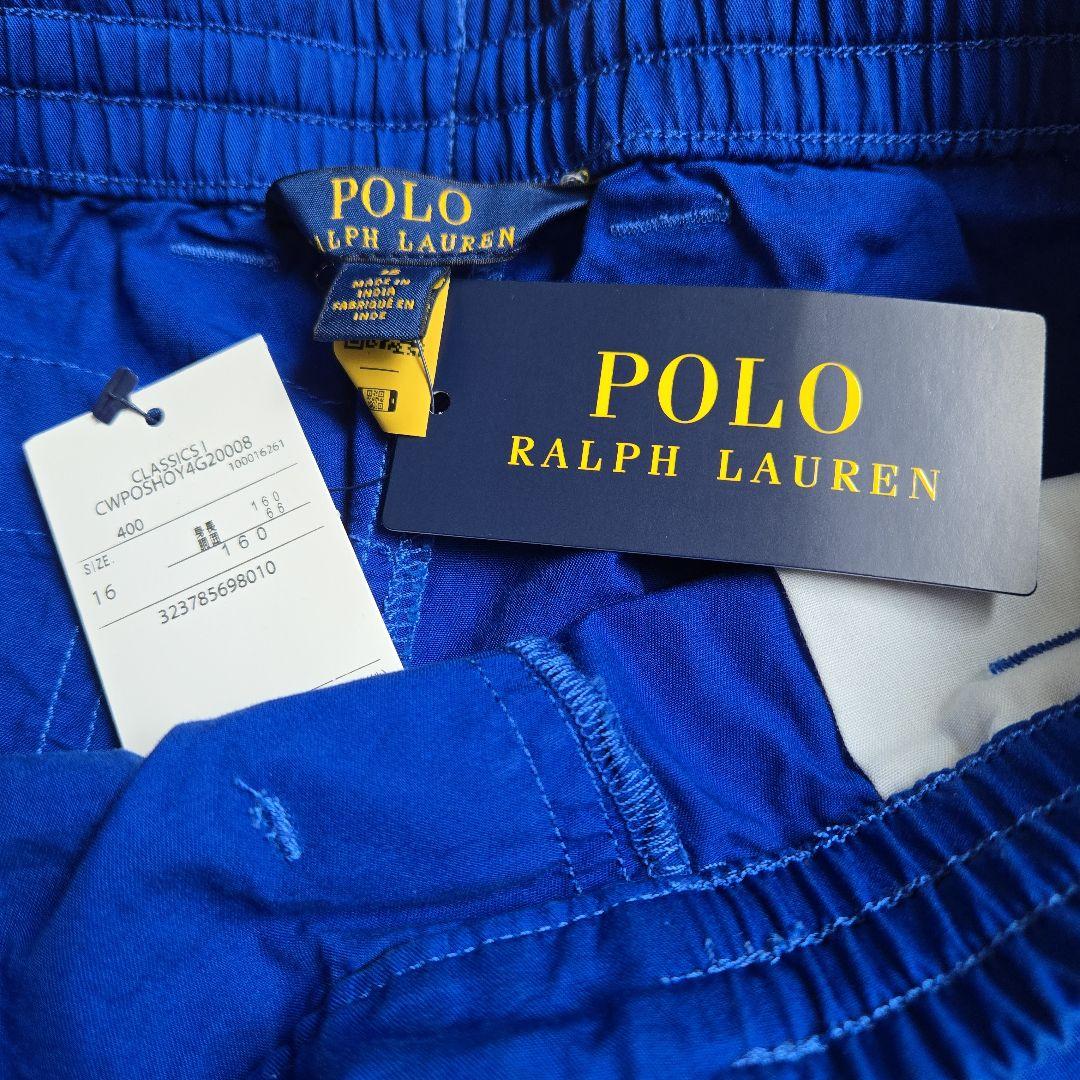 POLO
RALPH LAUREN
MADE IN
INDIA
FABRIQUÉ EN
INDE
POLO
RALPH LAUREN
CLASSICS I
CWPOSHOY4G20008
100016261
400
SIZE.
身長 160
胴囲 66
16 160
323785698010